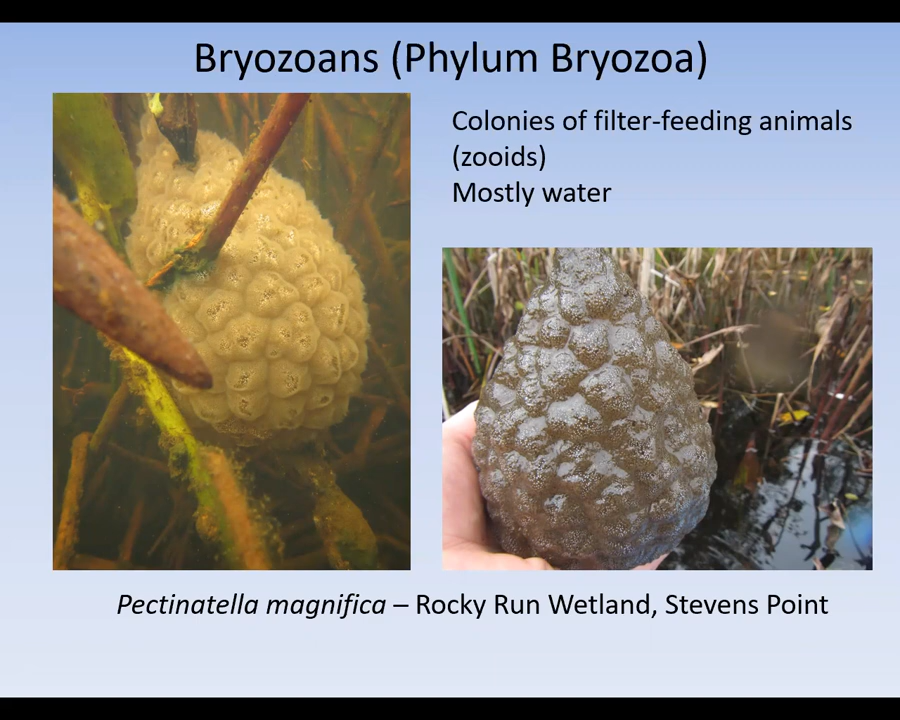 Bryozoans (Phylum Bryozoa)
Colonies of filter-feeding animals
(zooids)
Mostly water
Pectinatella magnifica – Rocky Run Wetland, Stevens Point